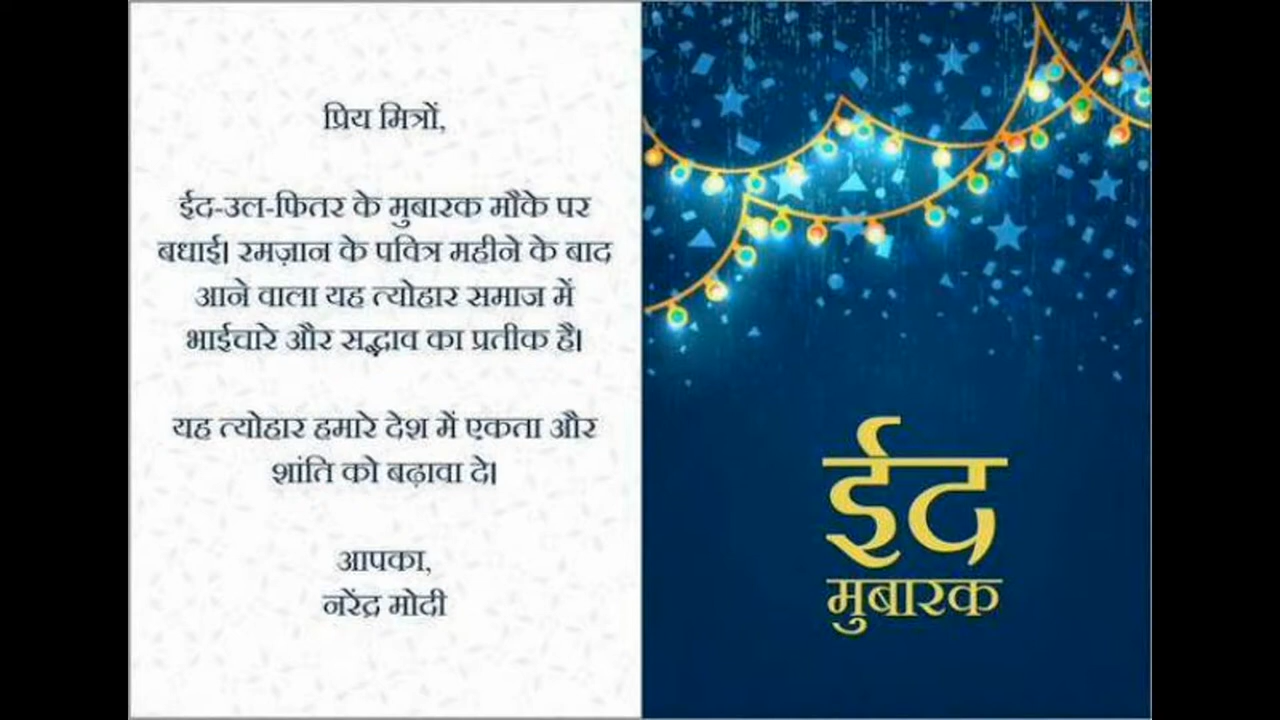 प्रिय मित्रों,
ईद-उल-फितर के मुबारक मौके पर
बधाई। रमज़ान के पवित्र महीने के बाद
आने वाला यह त्योहार समाज में
भाईचारे और सद्भाव का प्रतीक है।
यह त्योहार हमारे देश में एकता और
शांति को बढ़ावा दे।
आपका,
नरेंद्र मोदी
ईद
मुबारक